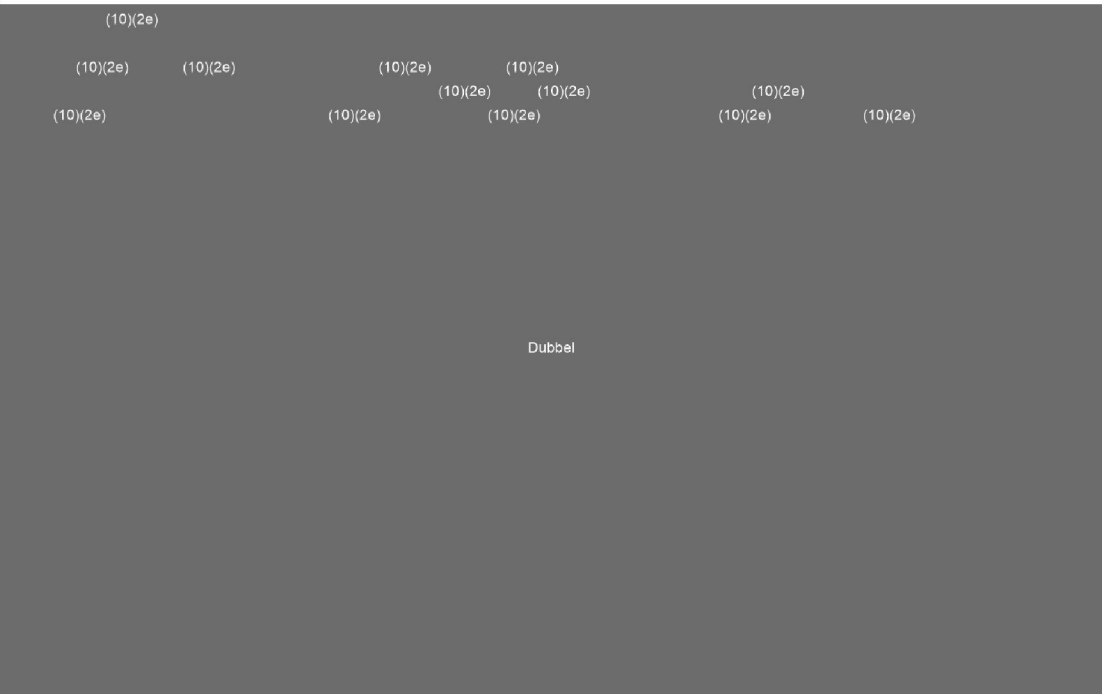 (10)(2e)
(10)(2e) (10)(2e) (10)(2e) (10)(2e)
(10)(2e) (10)(2e) (10)(2e)
(10)(2e) (10)(2e) (10)(2e) (10)(2e) (10)(2e)
Dubbel